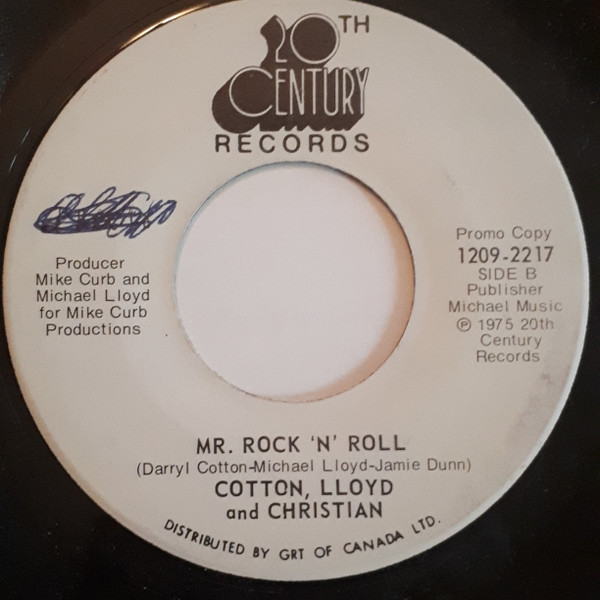 20TH
CENTURY
RECORDS
Producer
Mike Curb and
Michael Lloyd
for Mike Curb
Productions
Promo Copy
1209-2217
SIDE B
Publisher
Michael Music
℗ 1975 20th
Century
Records
MR. ROCK 'N' ROLL
(Darryl Cotton-Michael Lloyd-Jamie Dunn)
COTTON, LLOYD
and CHRISTIAN
DISTRIBUTED BY GRT OF CANADA LTD.